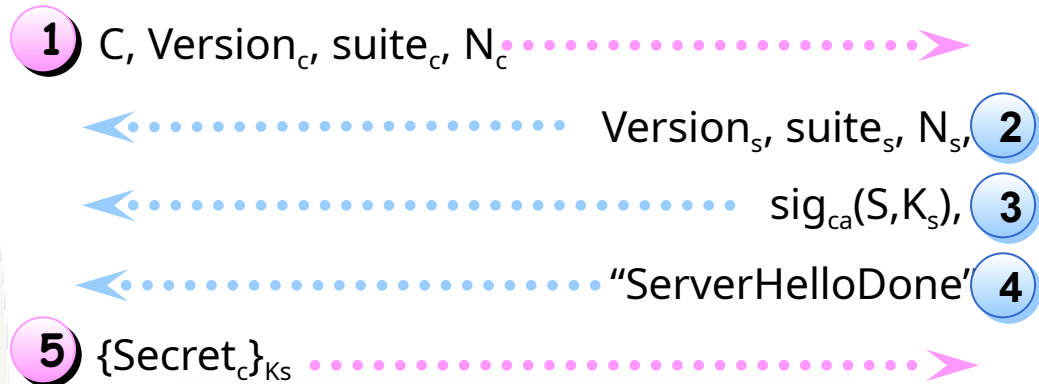 1 C, Versionc, suitec, Nc
Versions, suites, Ns, 2
sigca(S,Ks), 3
“ServerHelloDone” 4
5 {Secretc}Ks